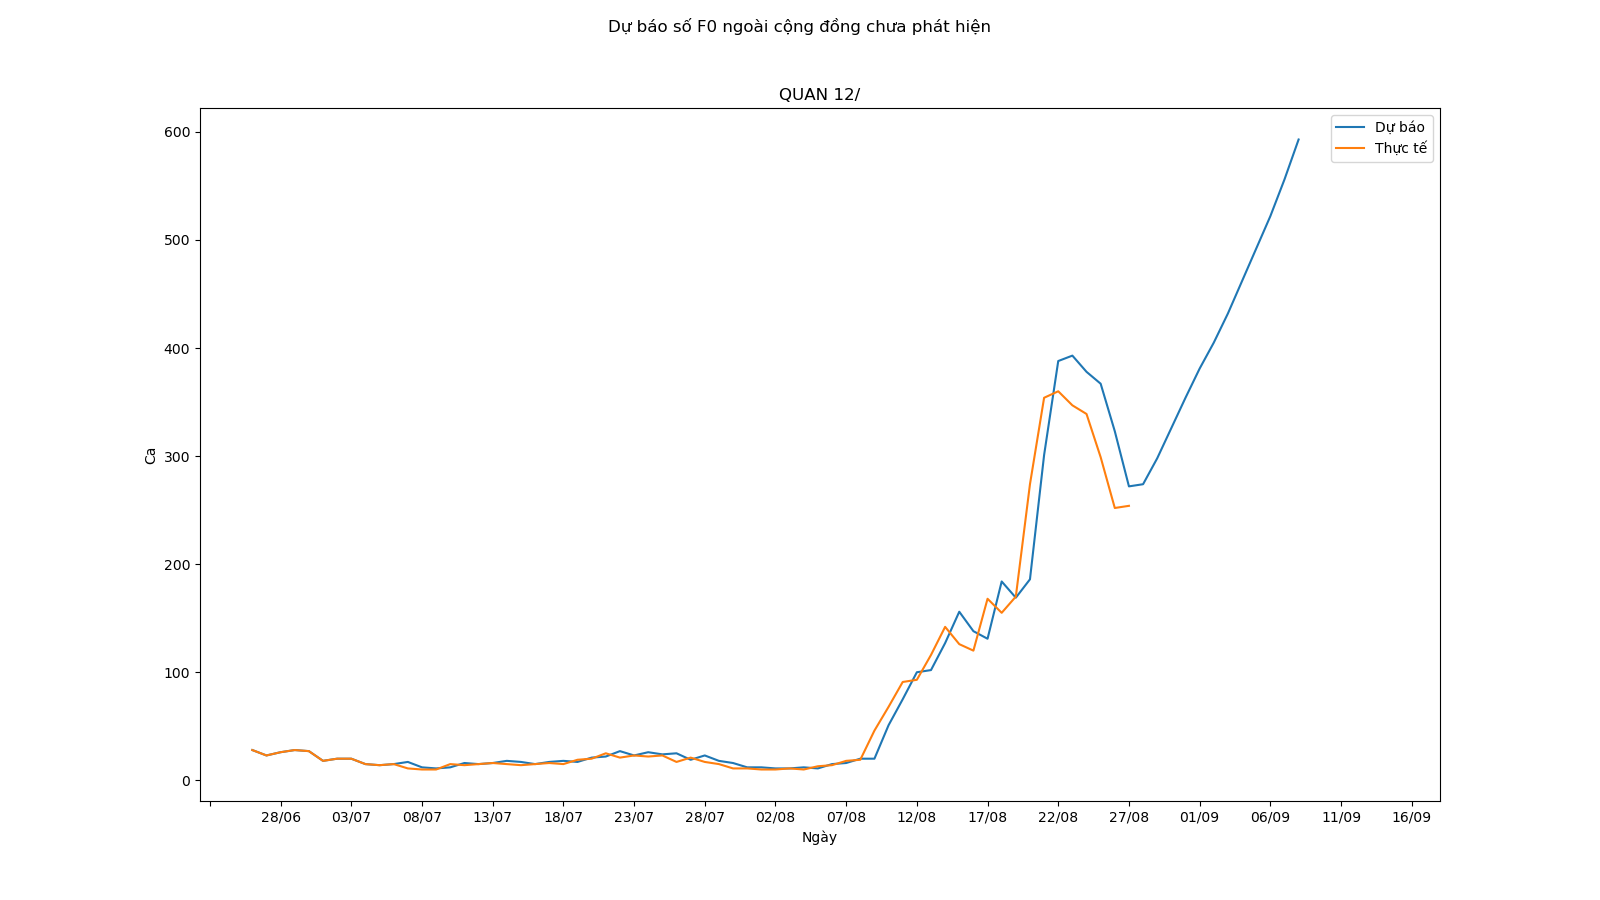 Dự báo số F0 ngoài cộng đồng chưa phát hiện
QUAN 12/
Dự báo
Thực tế
600
500
400
300
200
100
0
Ca
28/06 03/07 08/07 13/07 18/07 23/07 28/07 02/08 07/08 12/08 17/08 22/08 27/08 01/09 06/09 11/09 16/09
Ngày